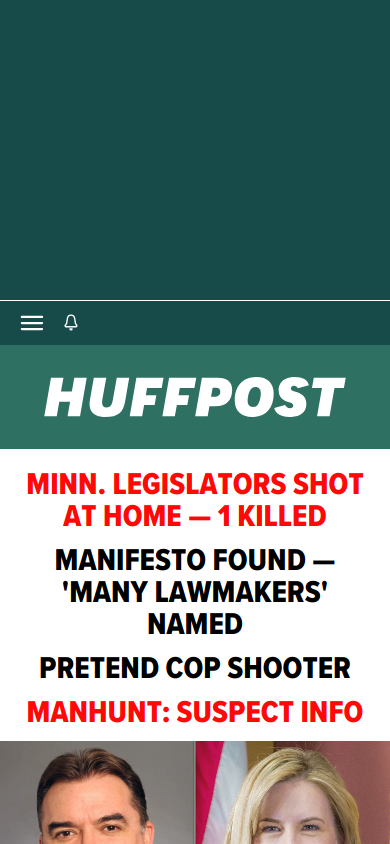 HUFFPOST
MINN. LEGISLATORS SHOT
AT HOME — 1 KILLED
MANIFESTO FOUND —
'MANY LAWMAKERS'
NAMED
PRETEND COP SHOOTER
MANHUNT: SUSPECT INFO